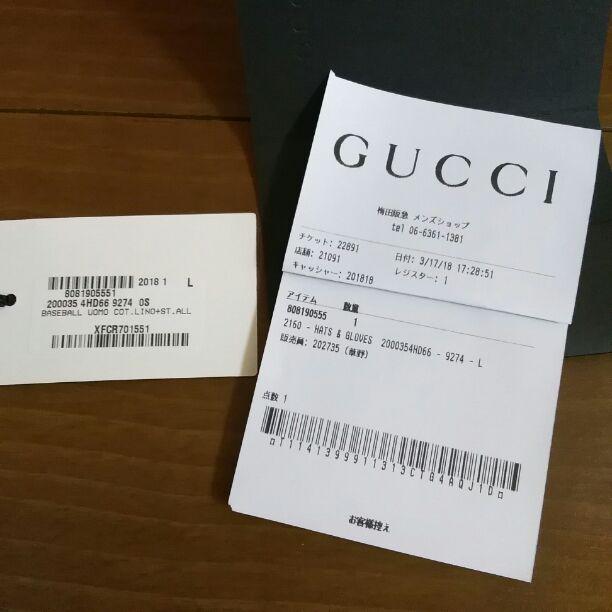 2018 1 L
8081905551
200035 4HD66 9274 0S
BASEBALL UOMO COT.LINO+ST.ALL
XFCR701551
GUCCI
梅田阪急 メンズショップ
tel 06-6361-1381
チケット: 22891
日付: 3/17/18 17:28:51
店舗: 21091
レジスター: 1
キャッシャー: 201818
アイテム 数量
808190555 1
2160 - HATS & GLOVES 2000354HD66 - 9274 - L
販売員: 202735 (草野)
点数 1
お客様控え